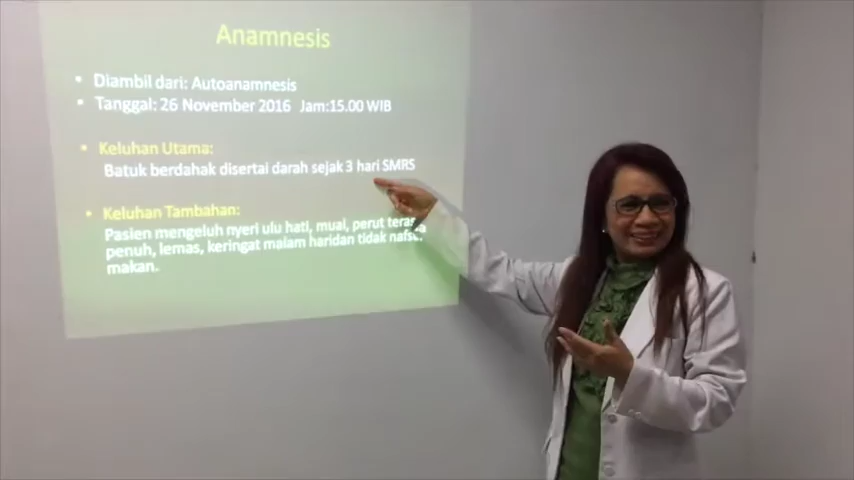 Anamnesis
• Diambil dari: Autoanamnesis
• Tanggal: 26 November 2016 Jam:15.00 WIB
• Keluhan Utama:
Batuk berdahak disertai darah sejak 3 hari SMRS
• Keluhan Tambahan:
Pasien mengeluh nyeri ulu hati, mual, perut terasa
penuh, lemas, keringat malam haridan tidak nafsu
makan.